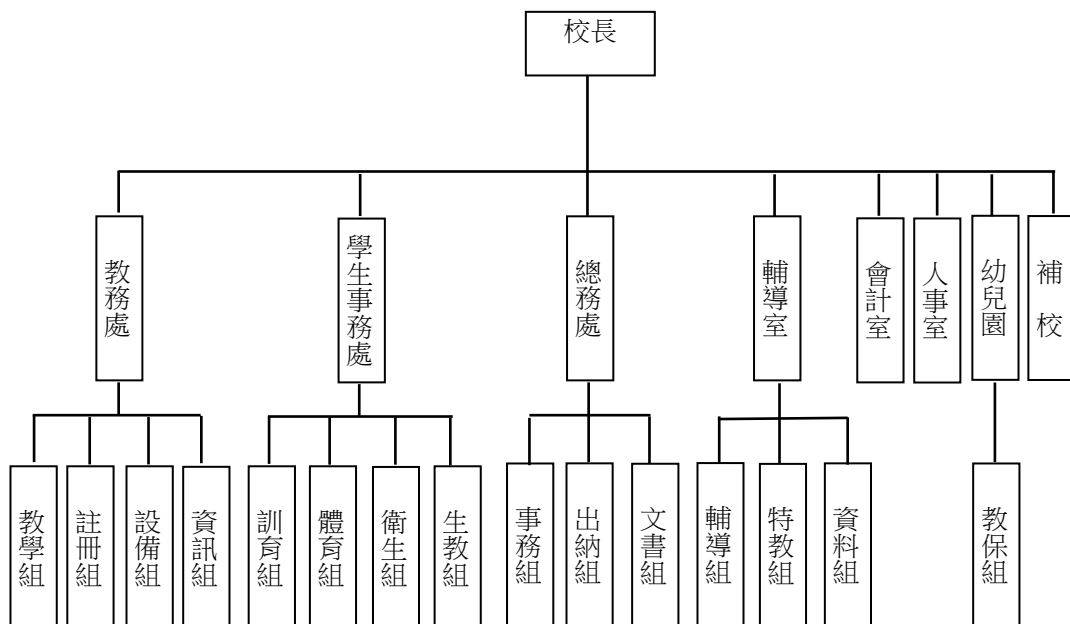 校長
教務處
學生事務處
總務處
輔導室
會計室
人事室
幼兒園
補校
教學組
註冊組
設備組
資訊組
訓育組
體育組
衛生組
生教組
事務組
出納組
文書組
輔導組
特教組
資料組
教保組